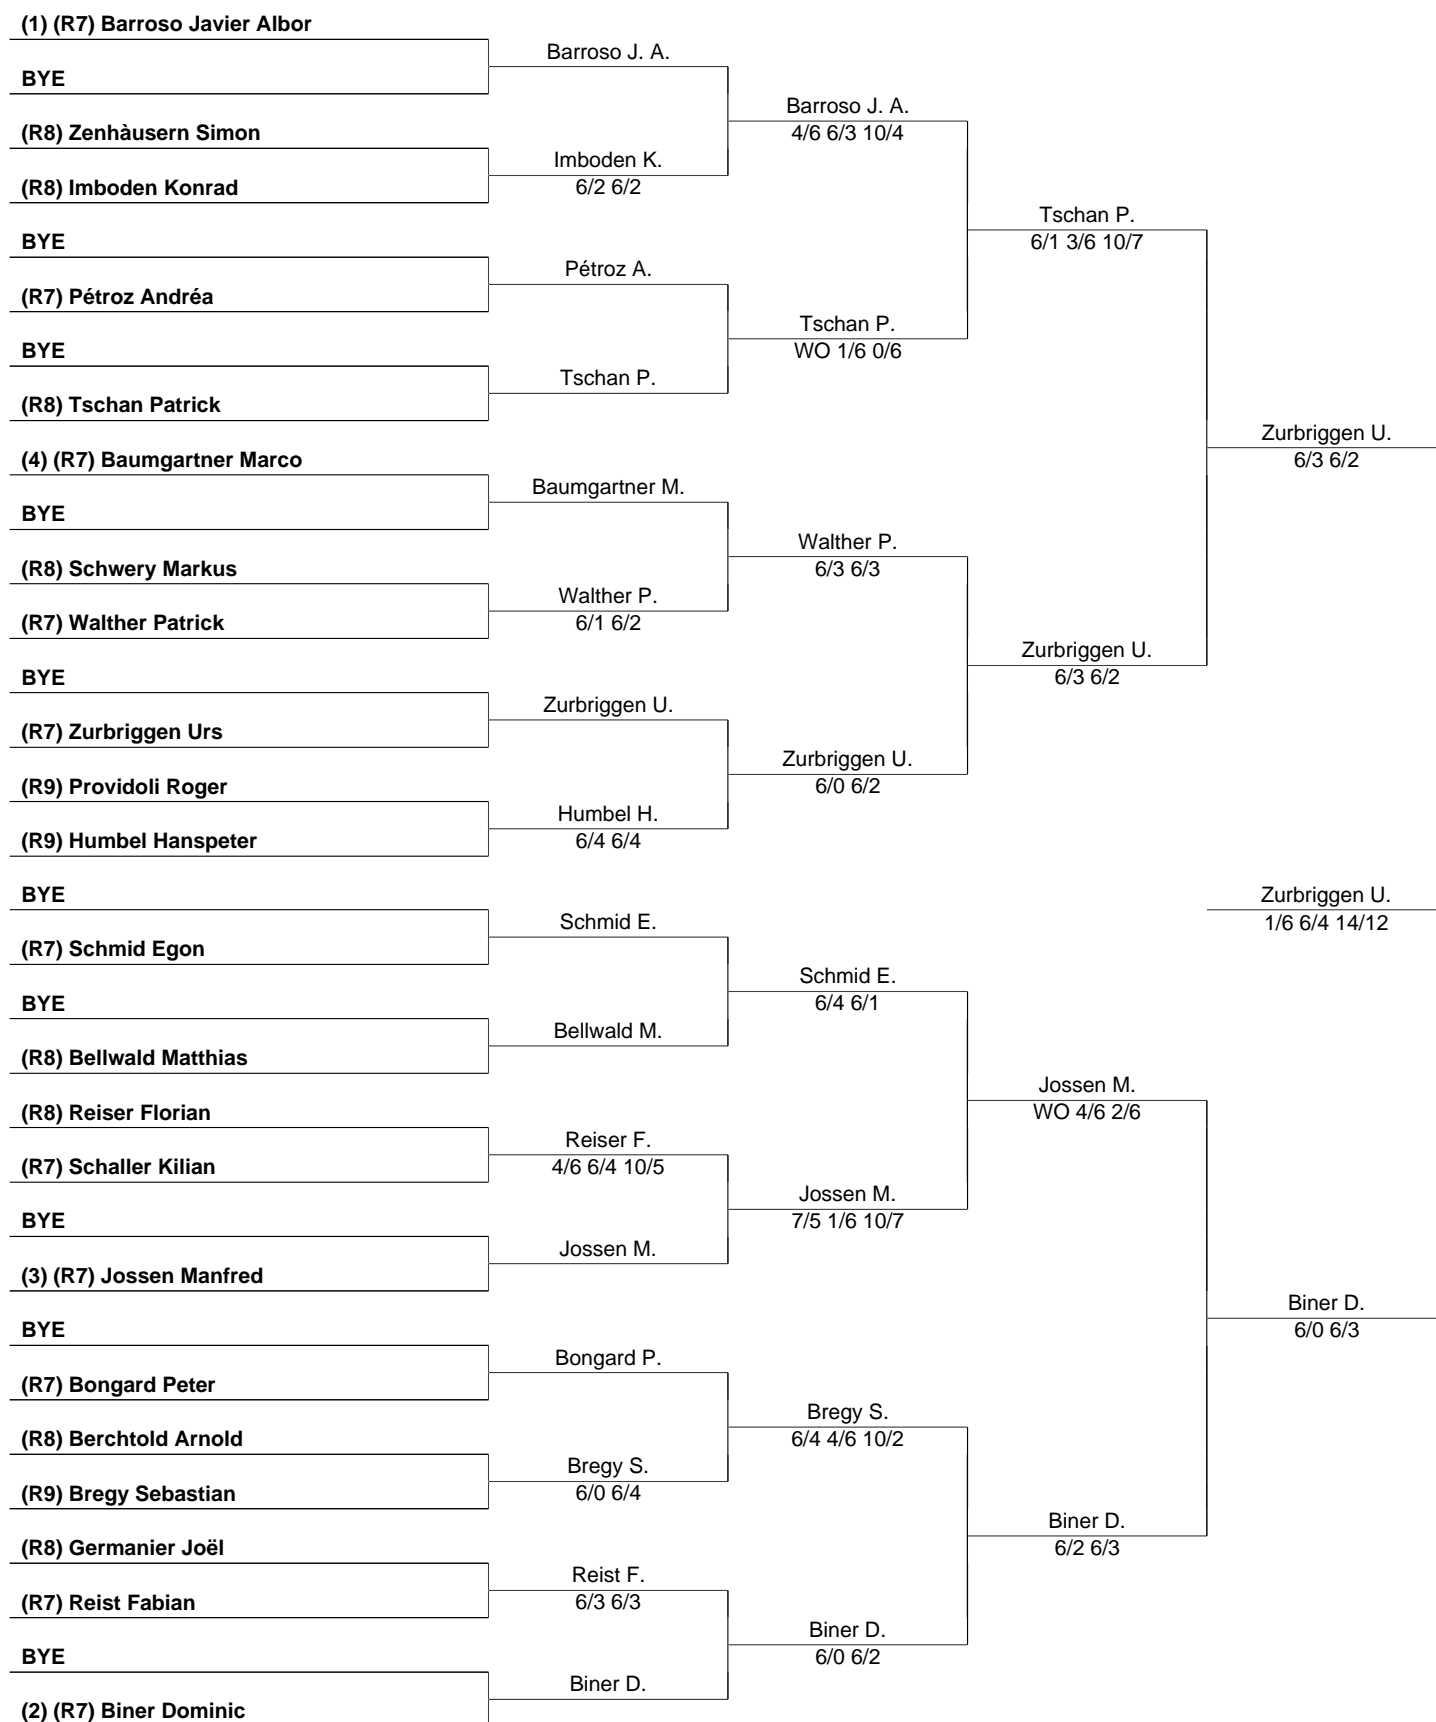 (1) (R7) Barroso Javier Albor
BYE
(R8) Zenhàusern Simon
(R8) Imboden Konrad
BYE
(R7) Pétroz Andréa
BYE
(R8) Tschan Patrick
(4) (R7) Baumgartner Marco
BYE
(R8) Schwery Markus
(R7) Walther Patrick
BYE
(R7) Zurbriggen Urs
(R9) Providoli Roger
(R9) Humbel Hanspeter
BYE
(R7) Schmid Egon
BYE
(R8) Bellwald Matthias
(R8) Reiser Florian
(R7) Schaller Kilian
BYE
(3) (R7) Jossen Manfred
BYE
(R7) Bongard Peter
(R8) Berchtold Arnold
(R9) Bregy Sebastian
(R8) Germanier Joël
(R7) Reist Fabian
BYE
(2) (R7) Biner Dominic
Barroso J. A.
Imboden K.
6/2 6/2
Pétroz A.
Tschan P.
Baumgartner M.
Walther P.
6/1 6/2
Zurbriggen U.
Humbel H.
6/4 6/4
Schmid E.
Bellwald M.
Reiser F.
4/6 6/4 10/5
Jossen M.
Bongard P.
Bregy S.
6/0 6/4
Reist F.
6/3 6/3
Biner D.
Barroso J. A.
4/6 6/3 10/4
Tschan P.
WO 1/6 0/6
Walther P.
6/3 6/3
Zurbriggen U.
6/0 6/2
Schmid E.
6/4 6/1
Jossen M.
7/5 1/6 10/7
Bregy S.
6/4 4/6 10/2
Biner D.
6/0 6/2
Tschan P.
6/1 3/6 10/7
Zurbriggen U.
6/3 6/2
Jossen M.
WO 4/6 2/6
Biner D.
6/2 6/3
Zurbriggen U.
6/3 6/2
Zurbriggen U.
1/6 6/4 14/12
Biner D.
6/0 6/3